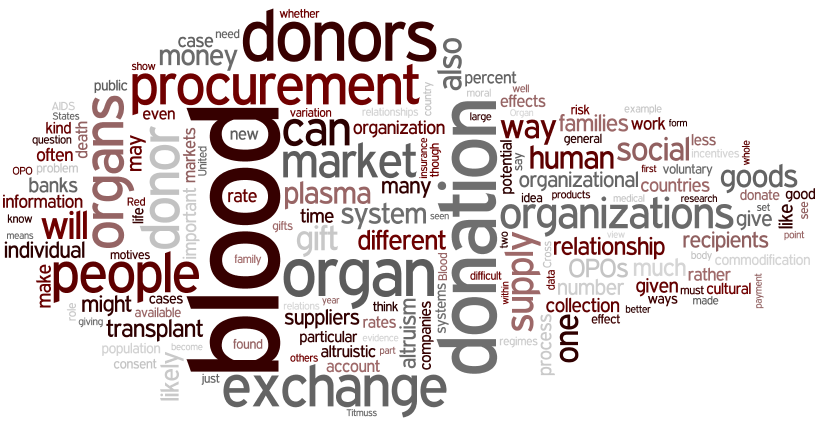 whether
donors
case
need
money
also
show
percent
well
procurement
public
moral
effects
AIDS
States
organs
even
variation
relationships
country
Organ
risk
example
kind
death
donor
new
can
organization
large
way
families
work
form
question
often
may
markets
United
blood
market
insurance
though
donation
potential
say
general
human
social
less
incentives
whole
OPO
problem
banks
important
organizational
first
voluntary
goods
information
Red
life
rate
plasma
many
idea
products
countries
research
donate
good
know
will
gifts
time
system
seen
organizations
medical
give
like
see
means
individual
motives
family
gift
different
two
Cross
view
set
point
relationship
recipients
make
people
organ
Blood
difficult
supply
data
body
commodification
OPOs
much
rather
within
number
given
must
cultural
payment
might
cases
relations
year
think
systems
collection
ways
made
role
giving
available
suppliers
rates
altruism
companies
better
transplant
particular
evidence
one
effect
population
become
found
altruistic
part
regimes
process
consent
likely
others
account
just
exchange
Titmuss